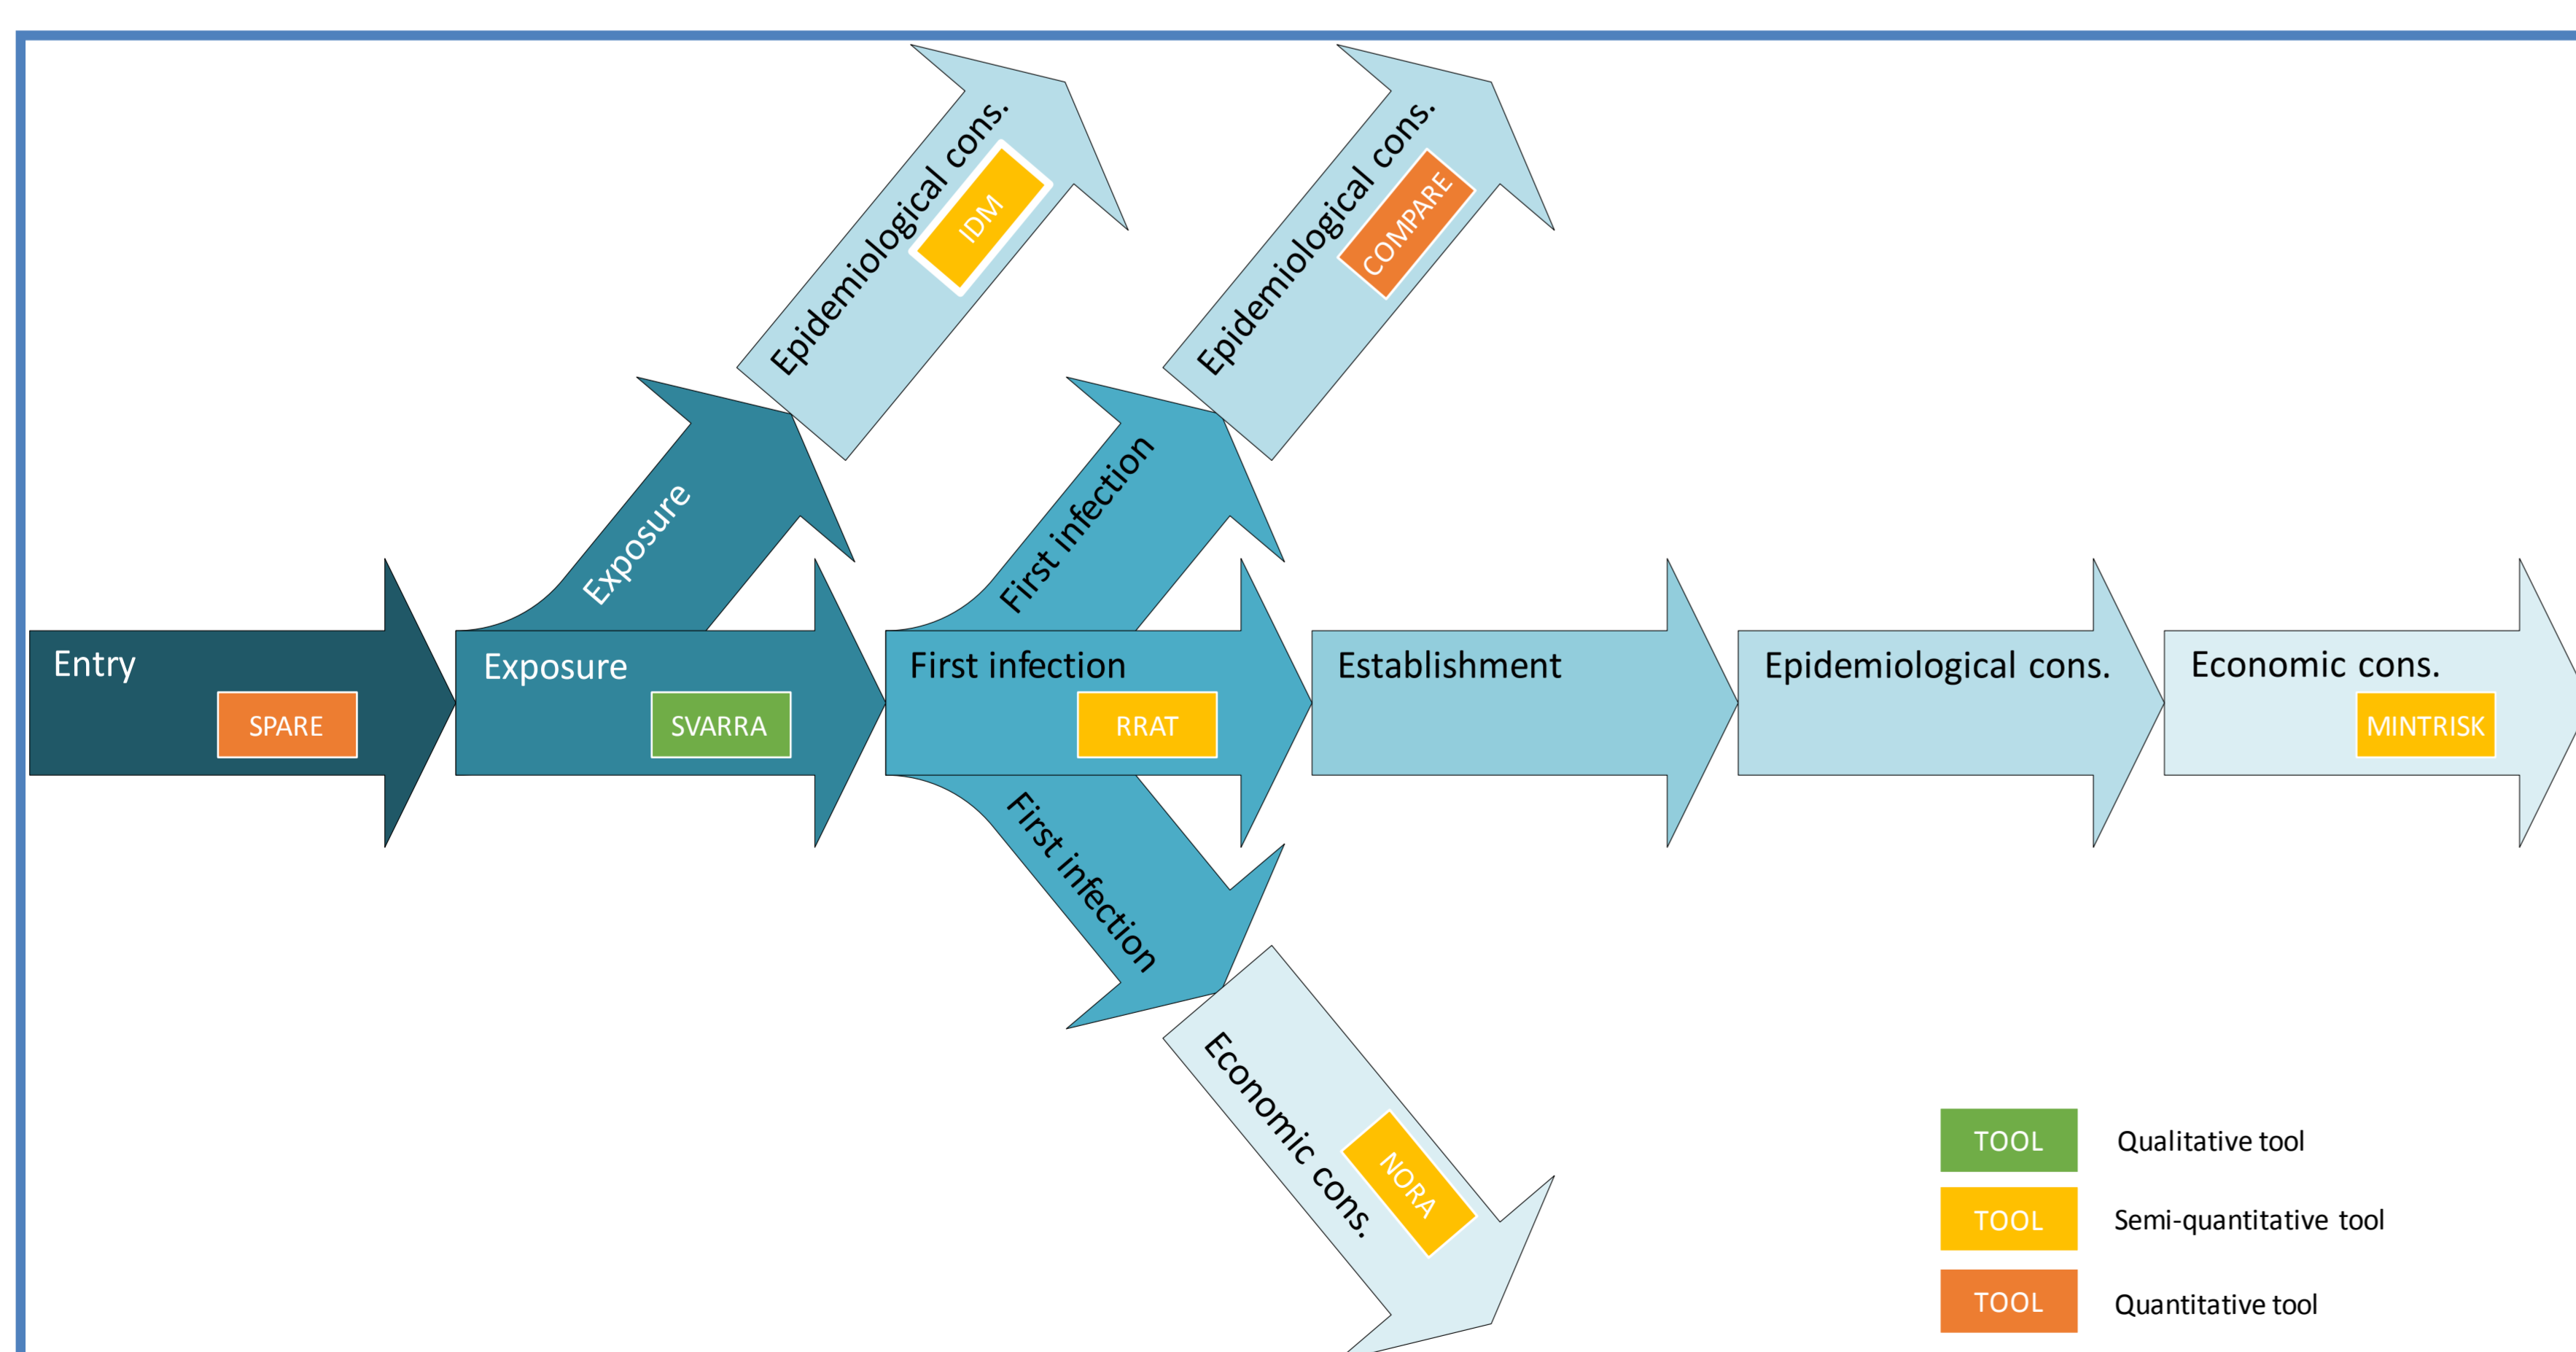 Epidemiological cons.
IDM
Epidemiological cons.
COMPARE
Exposure
First infection
Entry
SPARE
Exposure
SVARRA
First infection
RRAT
Establishment
Epidemiological cons.
Economic cons.
MINTRISK
First infection
Economic cons.
NORA
TOOL Qualitative tool
TOOL Semi-quantitative tool
TOOL Quantitative tool